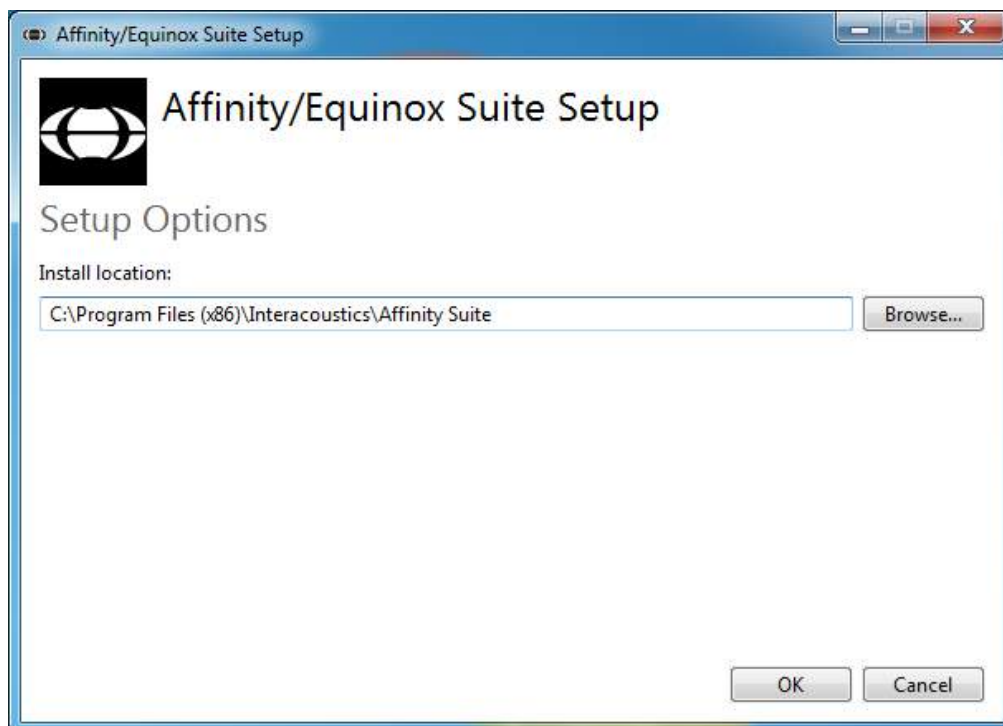 Affinity/Equinox Suite Setup
Affinity/Equinox Suite Setup
Setup Options
Install location:
C:\Program Files (x86)\Interacoustics\Affinity Suite
Browse...
OK
Cancel